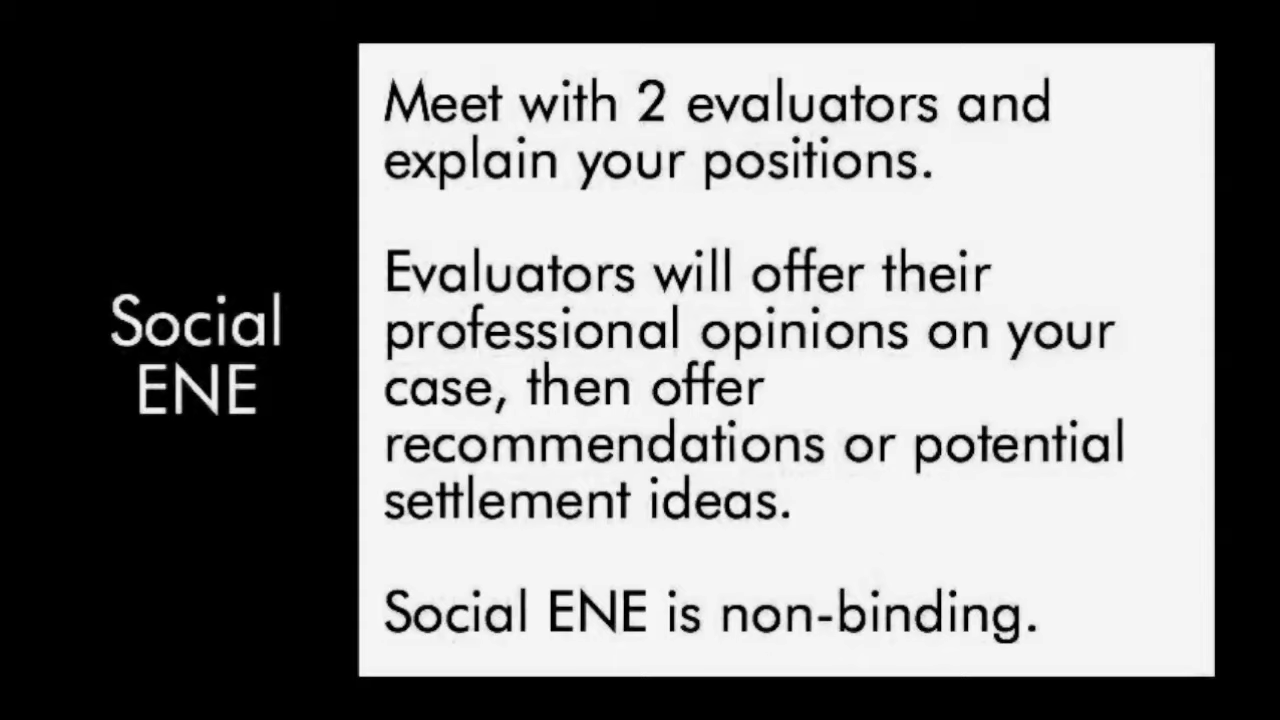 Social
ENE
Meet with 2 evaluators and
explain your positions.
Evaluators will offer their
professional opinions on your
case, then offer
recommendations or potential
settlement ideas.
Social ENE is non-binding.